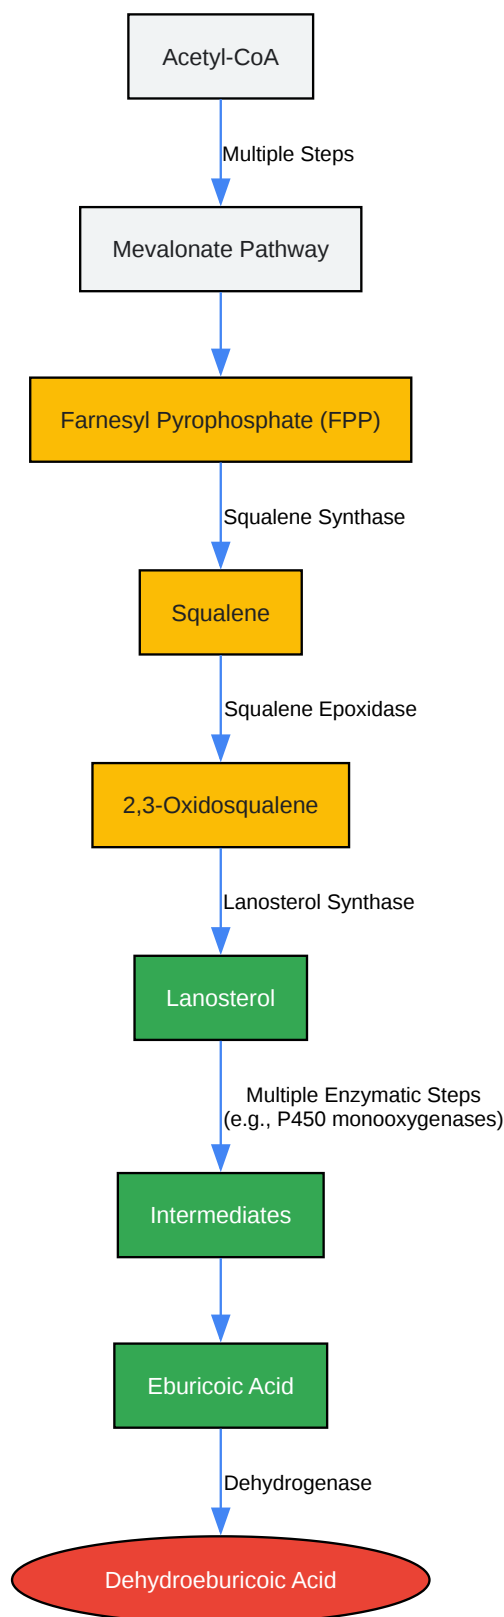 Acetyl-CoA
Multiple Steps
Mevalonate Pathway
Farnesyl Pyrophosphate (FPP)
Squalene Synthase
Squalene
Squalene Epoxidase
2,3-Oxidosqualene
Lanosterol Synthase
Lanosterol
Multiple Enzymatic Steps
(e.g., P450 monooxygenases)
Intermediates
Eburicoic Acid
Dehydrogenase
Dehydroeburicoic Acid